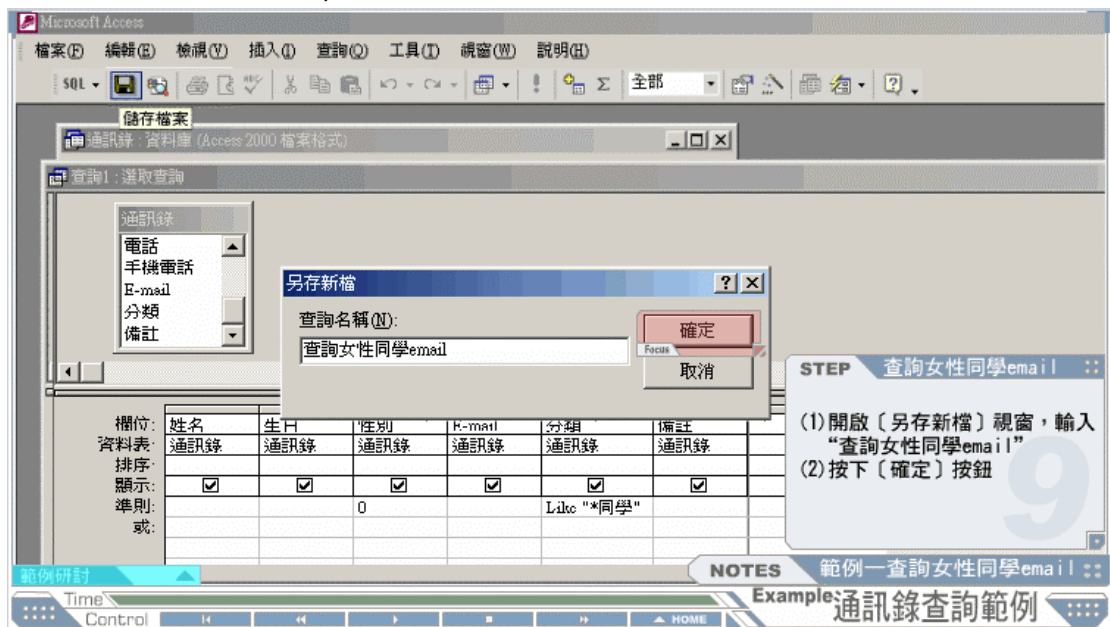 Microsoft Access
檔案(F) 編輯(E) 檢視(V) 插入(I) 查詢(Q) 工具(T) 視窗(W) 說明(H)
SQL 全部
儲存檔案
通訊錄 : 資料庫 (Access 2000 檔案格式)
查詢1 : 選取查詢
通訊錄
電話
手機電話
E-mail
分類
備註
另存新檔
查詢名稱(N):
查詢女性同學email
確定
Focus
取消
欄位: 姓名 生日 性別 E-mail 分類 備註
資料表: 通訊錄 通訊錄 通訊錄 通訊錄 通訊錄 通訊錄
排序:
顯示:
準則: 0 Like "*同學"
或:
STEP 查詢女性同學email
(1)開啟〔另存新檔〕視窗，輸入
“查詢女性同學email”
(2)按下〔確定〕按鈕
9
NOTES 範例一查詢女性同學email
範例研討
Time
Control
HOME
Example:通訊錄查詢範例